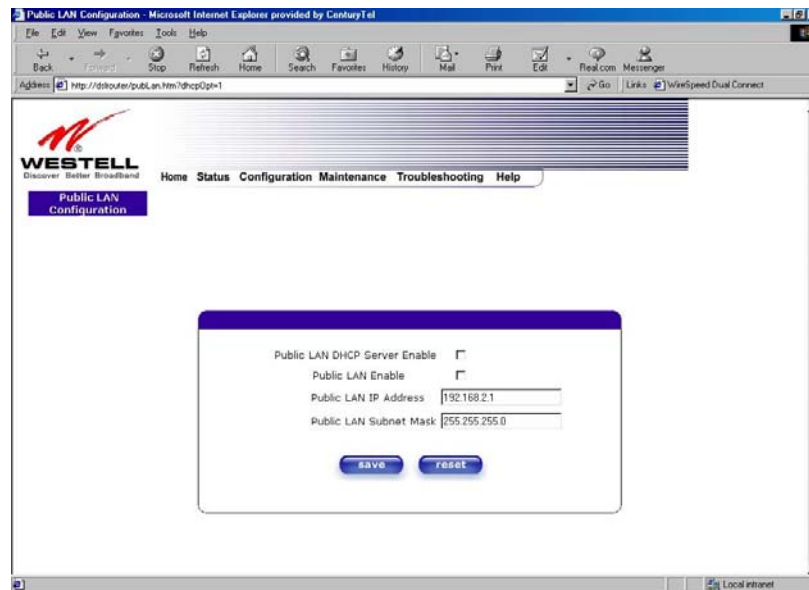 Public LAN Configuration - Microsoft Internet Explorer provided by CenturyTel
File Edit View Favorites Tools Help
Back Forward Stop Refresh Home Search Favorites History Mail Print Edit Real.com Messenger
Address http://dslrouter/pubLan.htm?dhcpOpt=1 Go Links WireSpeed Dual Connect
WESTELL
Discover Better Broadband
Home Status Configuration Maintenance Troubleshooting Help
Public LAN
Configuration
Public LAN DHCP Server Enable
Public LAN Enable
Public LAN IP Address 192.168.2.1
Public LAN Subnet Mask 255.255.255.0
save reset
Local intranet